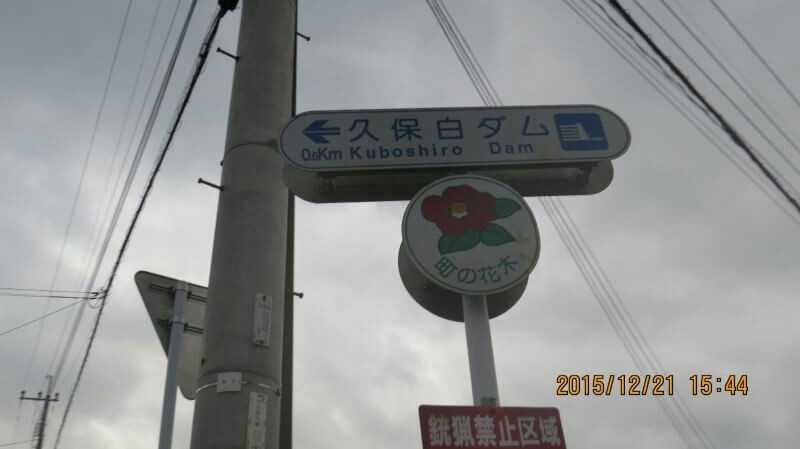 久保白ダム
0.6Km Kuboshiro Dam
町の花木
2015/12/21 15:44
銃猟禁止区域